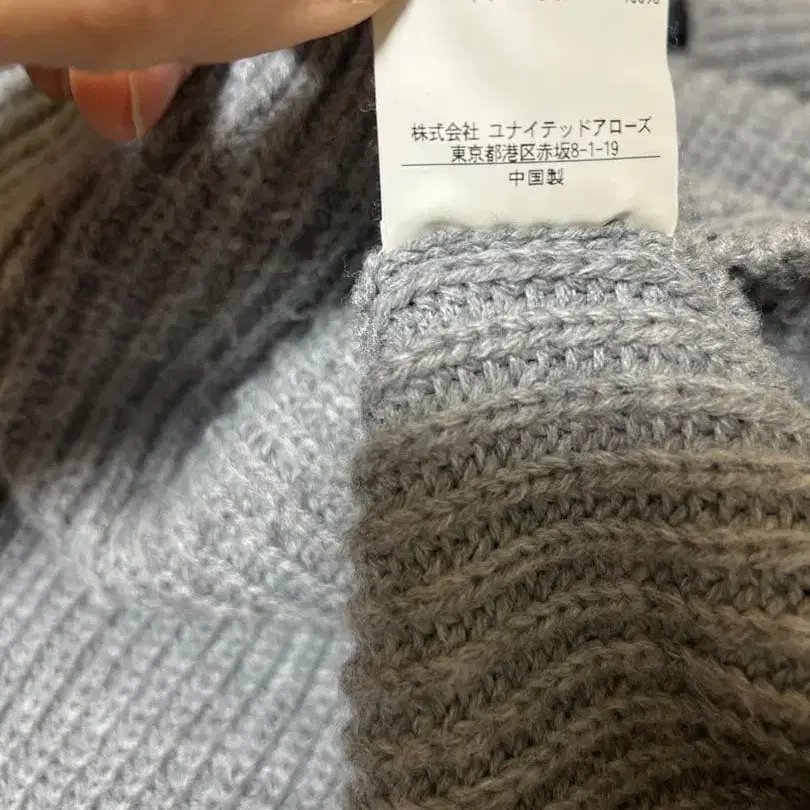 株式会社 ユナイテッドアローズ
東京都港区赤坂8-1-19
中国製